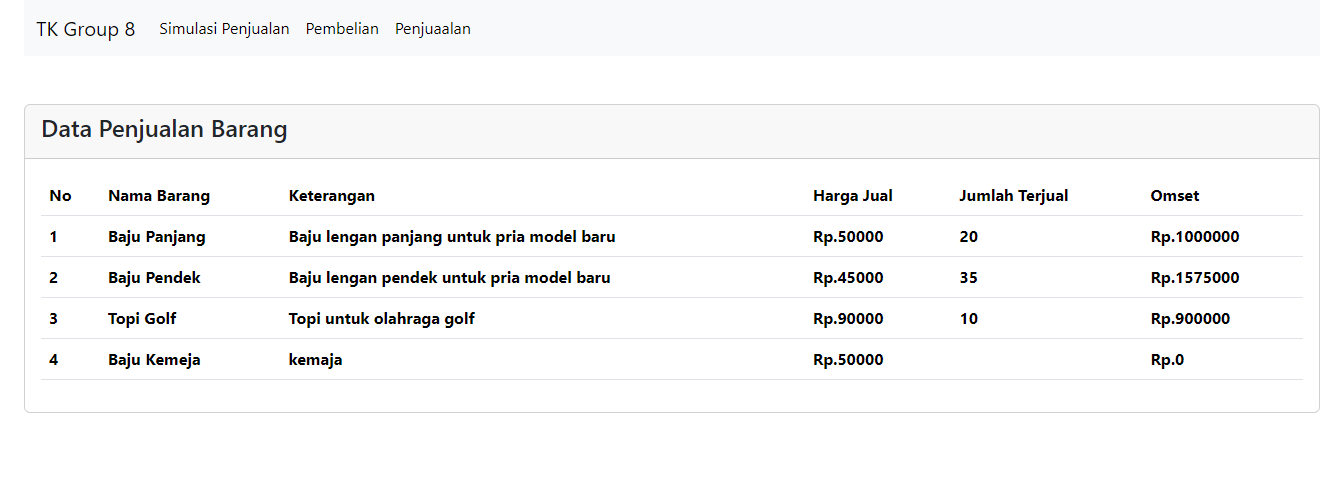 TK Group 8 Simulasi Penjualan Pembelian Penjuaalan
Data Penjualan Barang
No Nama Barang Keterangan Harga Jual Jumlah Terjual Omset
1 Baju Panjang Baju lengan panjang untuk pria model baru Rp.50000 20 Rp.1000000
2 Baju Pendek Baju lengan pendek untuk pria model baru Rp.45000 35 Rp.1575000
3 Topi Golf Topi untuk olahraga golf Rp.90000 10 Rp.900000
4 Baju Kemeja kemaja Rp.50000 Rp.0